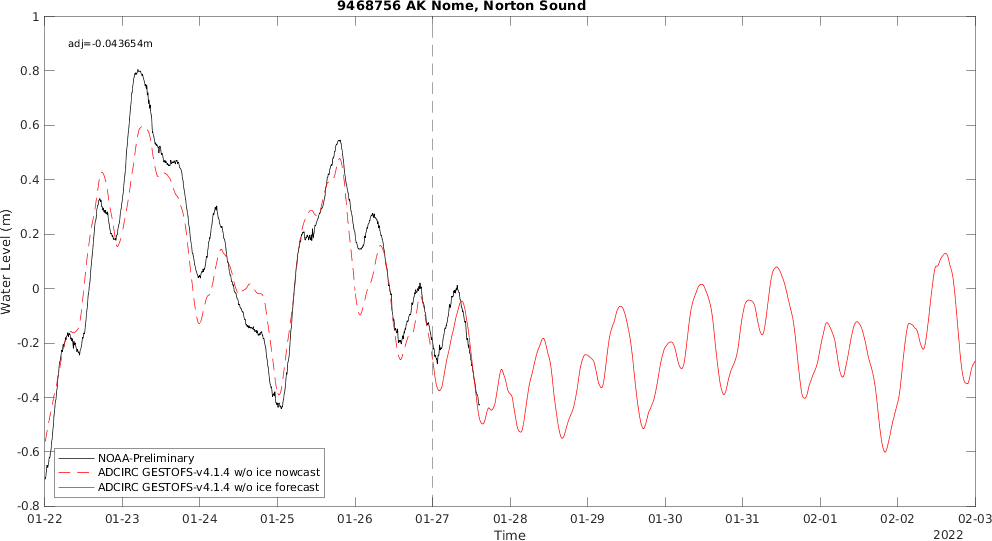 9468756 AK Nome, Norton Sound
adj=-0.043654m
1
0.8
0.6
0.4
0.2
0
-0.2
-0.4
-0.6
-0.8
Water Level (m)
NOAA-Preliminary
ADCIRC GESTOFS-v4.1.4 w/o ice nowcast
ADCIRC GESTOFS-v4.1.4 w/o ice forecast
01-22 01-23 01-24 01-25 01-26 01-27 01-28 01-29 01-30 01-31 02-01 02-02 02-03
Time
2022